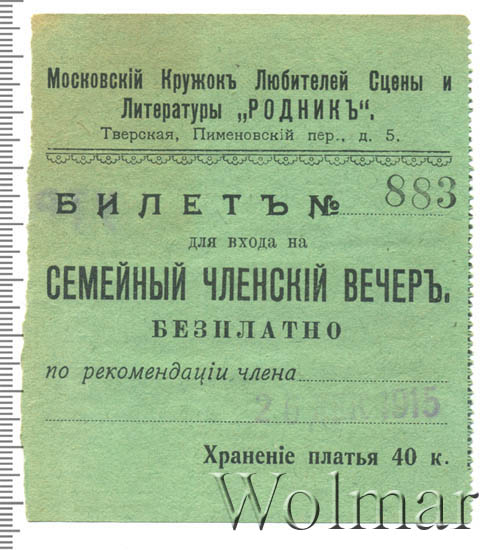 Московскій Кружокъ Любителей Сцены и
Литературы „РОДНИКЪ“.
Тверская, Пименовскій пер., д. 5.
БИЛЕТЪ № 883
для входа на
СЕМЕЙНЫЙ ЧЛЕНСКІЙ ВЕЧЕРЪ.
БЕЗПЛАТНО
по рекомендаціи члена
ДЕК 1915
Храненіе платья 40 к.
Wolmar